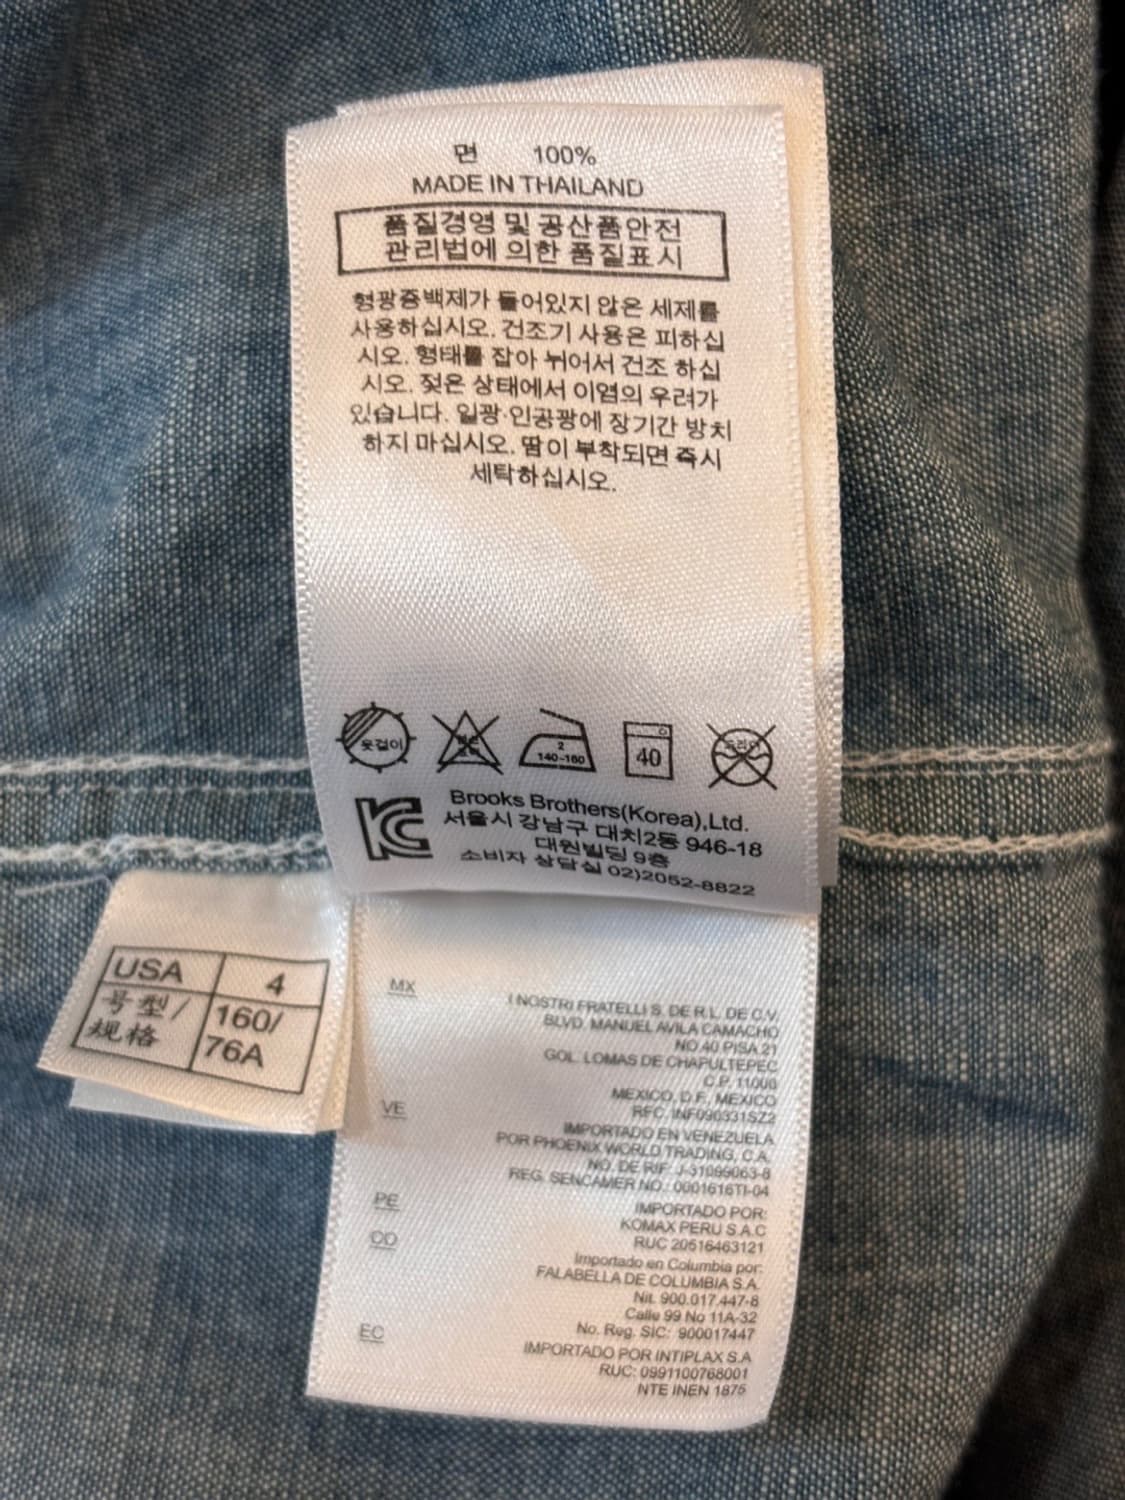 면 100%
MADE IN THAILAND
품질경영 및 공산품안전
관리법에 의한 품질표시
형광증백제가 들어있지 않은 세제를
사용하십시오. 건조기 사용은 피하십
시오. 형태를 잡아 뉘어서 건조 하십
시오. 젖은 상태에서 이염의 우려가
있습니다. 일광·인공광에 장기간 방치
하지 마십시오. 땀이 부착되면 즉시
세탁하십시오.
옷걸이
2
140-160
40
드라이
KC
Brooks Brothers(Korea),Ltd.
서울시 강남구 대치2동 946-18
대원빌딩 9층
소비자 상담실 02)2052-8822
USA 4
号型/ 160/
规格 76A
MX
I NOSTRI FRATELLI S. DE R.L. DE C.V.
BLVD. MANUEL AVILA CAMACHO
NO.40 PISA 21
GOL. LOMAS DE CHAPULTEPEC
C.P. 11000
MEXICO, D.F., MEXICO
RFC. INF090331SZ2
VE
IMPORTADO EN VENEZUELA
POR PHOENIX WORLD TRADING, C.A.
NO. DE RIF: J-31099063-8
REG. SENCAMER NO.: 0001616TI-04
PE
IMPORTADO POR:
KOMAX PERU S.A.C
RUC 20516463121
CO
Importado en Columbia por:
FALABELLA DE COLUMBIA S.A.
Nit. 900.017.447-8
Calle 99 No 11A-32
No. Reg. SIC: 900017447
EC
IMPORTADO POR INTIPLAX S.A
RUC: 0991100768001
NTE INEN 1875